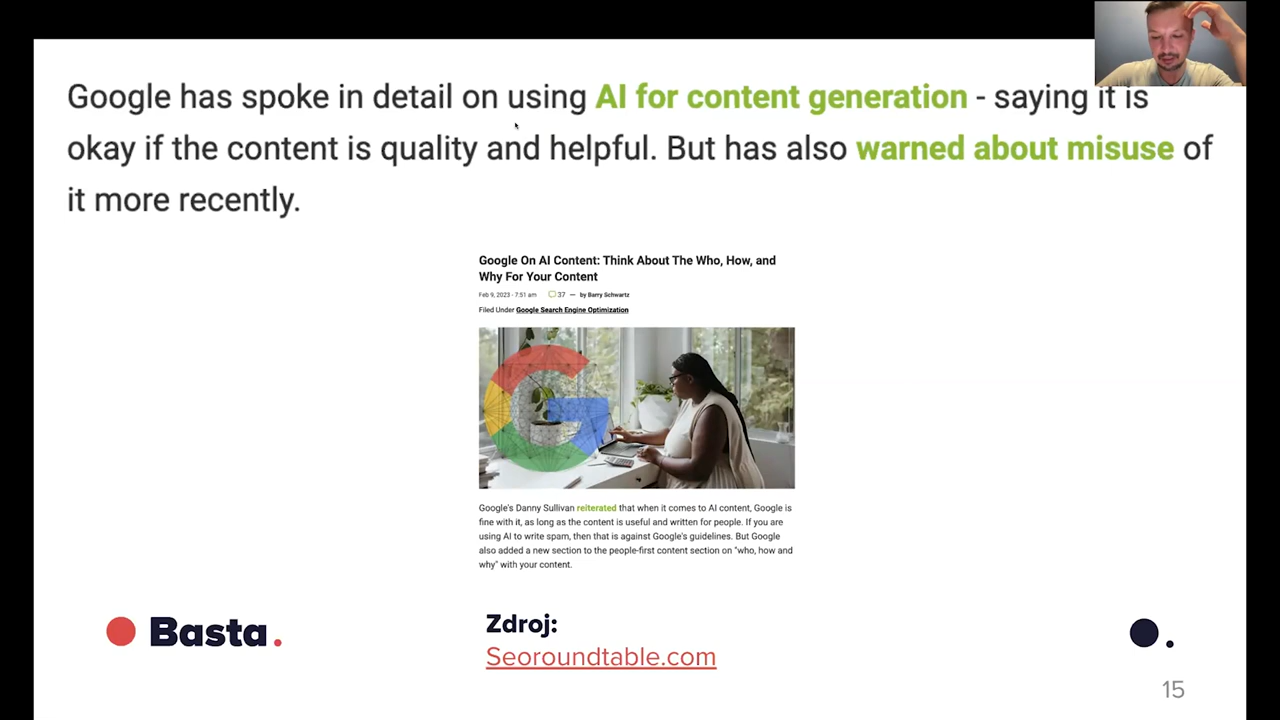 Google has spoke in detail on using AI for content generation - saying it is
okay if the content is quality and helpful. But has also warned about misuse of
it more recently.
Google On AI Content: Think About The Who, How, and
Why For Your Content
Feb 9, 2023 - 7:51 am 37 — by Barry Schwartz
Filed Under Google Search Engine Optimization
Google's Danny Sullivan reiterated that when it comes to AI content, Google is
fine with it, as long as the content is useful and written for people. If you are
using AI to write spam, then that is against Google's guidelines. But Google
also added a new section to the people-first content section on "who, how and
why" with your content.
Basta.
Zdroj:
Seoroundtable.com
15